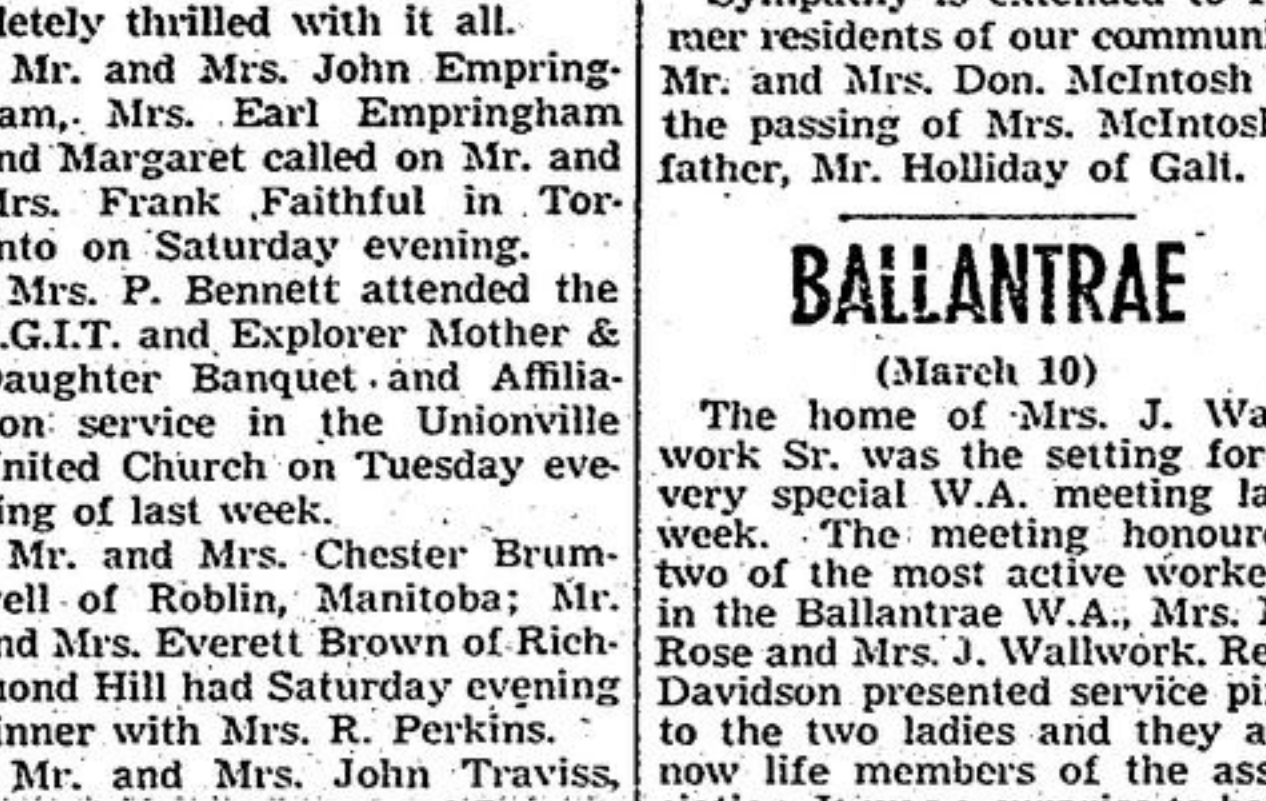 letely thrilled with it all.
Mr. and Mrs. John Empring-
am, Mrs. Earl Empringham
nd Margaret called on Mr. and
Mrs. Frank Faithful in Tor-
nto on Saturday evening.
Mrs. P. Bennett attended the
.G.I.T. and Explorer Mother &
aughter Banquet and Affilia-
on service in the Unionville
nited Church on Tuesday eve-
ing of last week.
Mr. and Mrs. Chester Brum-
ell of Roblin, Manitoba; Mr.
nd Mrs. Everett Brown of Rich-
ond Hill had Saturday evening
inner with Mrs. R. Perkins.
Mr. and Mrs. John Traviss,
Sympathy is extended to
mer residents of our communi
Mr. and Mrs. Don. McIntosh
the passing of Mrs. McIntosh
father, Mr. Holliday of Galt.
BALLANTRAE
(March 10)
The home of Mrs. J. Wa
work Sr. was the setting for
very special W.A. meeting la
week. The meeting honour
two of the most active worke
in the Ballantrae W.A., Mrs.
Rose and Mrs. J. Wallwork. Re
Davidson presented service pi
to the two ladies and they a
now life members of the ass